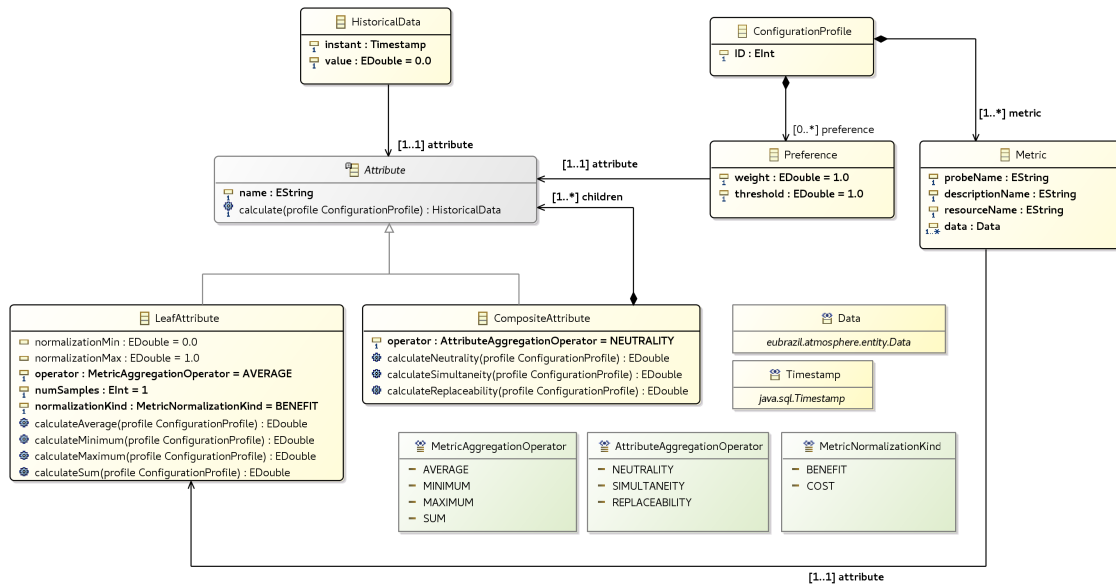 HistoricalData
instant : Timestamp
value : EDouble = 0.0
ConfigurationProfile
ID : EInt
[1..*] metric
[0..*] preference
[1..1] attribute
Attribute
name : EString
calculate(profile ConfigurationProfile) : HistoricalData
[1..1] attribute
[1..*] children
Preference
weight : EDouble = 1.0
threshold : EDouble = 1.0
Metric
probeName : EString
descriptionName : EString
resourceName : EString
1..* data : Data
LeafAttribute
normalizationMin : EDouble = 0.0
normalizationMax : EDouble = 1.0
operator : MetricAggregationOperator = AVERAGE
numSamples : EInt = 1
normalizationKind : MetricNormalizationKind = BENEFIT
calculateAverage(profile ConfigurationProfile) : EDouble
calculateMinimum(profile ConfigurationProfile) : EDouble
calculateMaximum(profile ConfigurationProfile) : EDouble
calculateSum(profile ConfigurationProfile) : EDouble
CompositeAttribute
operator : AttributeAggregationOperator = NEUTRALITY
calculateNeutrality(profile ConfigurationProfile) : EDouble
calculateSimultaneity(profile ConfigurationProfile) : EDouble
calculateReplaceability(profile ConfigurationProfile) : EDouble
Data
eubrazil.atmosphere.entity.Data
Timestamp
java.sql.Timestamp
MetricAggregationOperator
AVERAGE
MINIMUM
MAXIMUM
SUM
AttributeAggregationOperator
NEUTRALITY
SIMULTANEITY
REPLACEABILITY
MetricNormalizationKind
BENEFIT
COST
[1..1] attribute